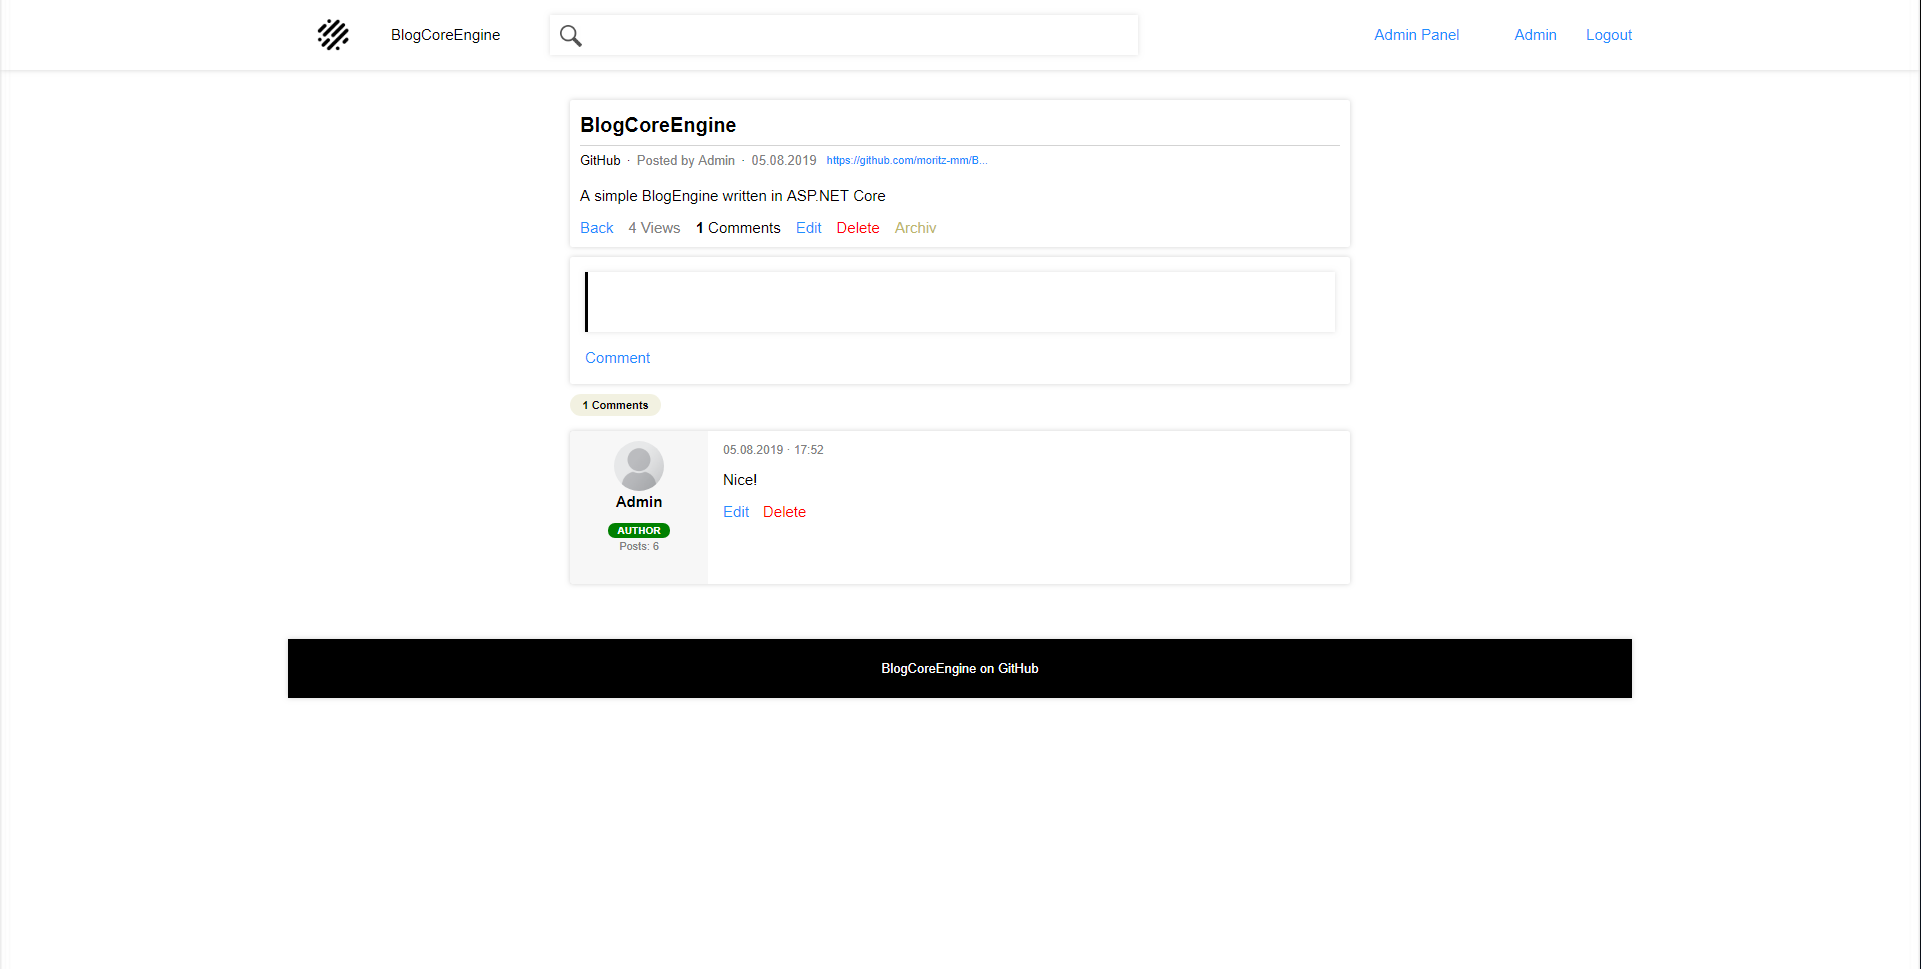 BlogCoreEngine
Admin Panel Admin Logout
BlogCoreEngine
GitHub · Posted by Admin · 05.08.2019 https://github.com/moritz-mm/B...
A simple BlogEngine written in ASP.NET Core
Back 4 Views 1 Comments Edit Delete Archiv
Comment
1 Comments
Admin
AUTHOR
Posts: 6
05.08.2019 · 17:52
Nice!
Edit Delete
BlogCoreEngine on GitHub